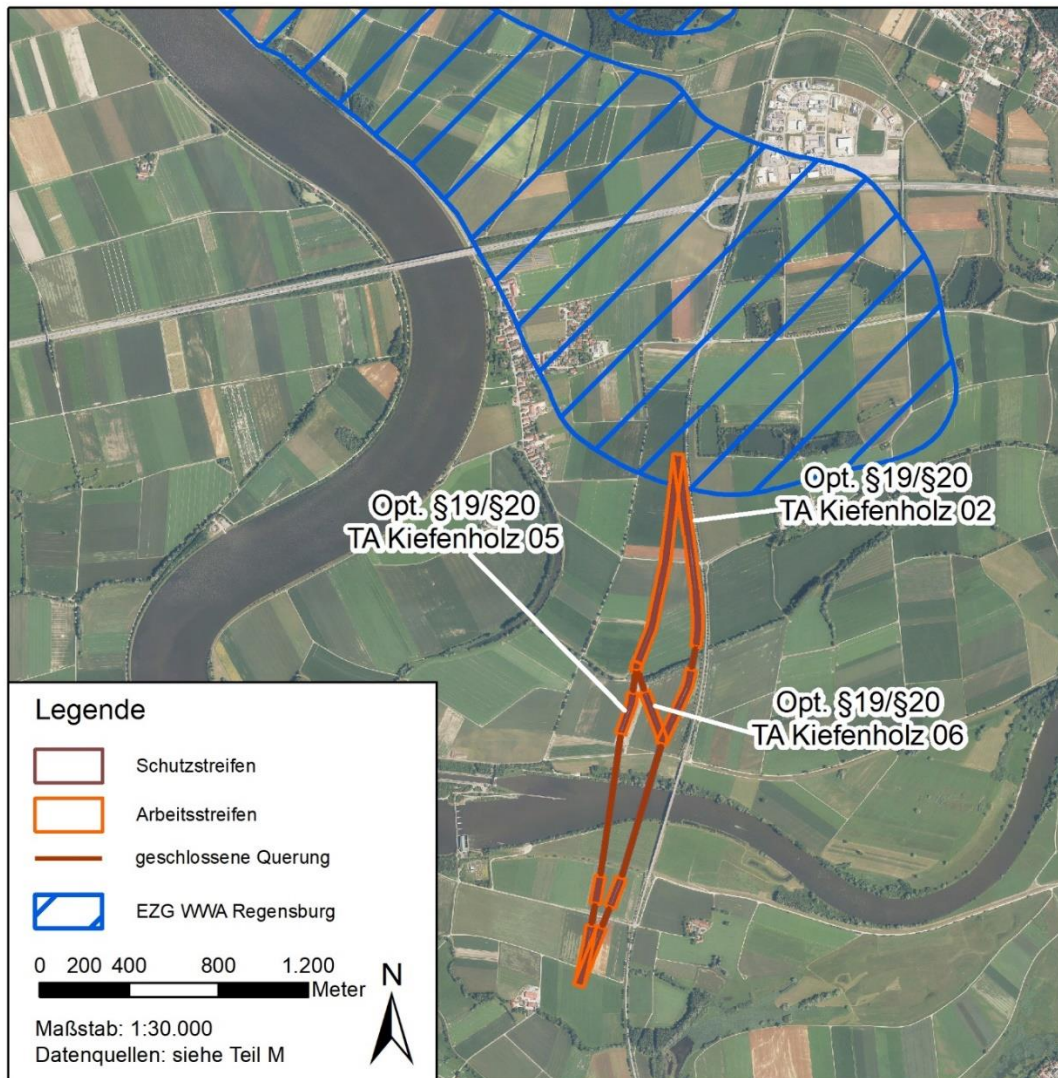 Opt. §19/§20
TA Kiefenholz 05
Opt. §19/§20
TA Kiefenholz 02
Opt. §19/§20
TA Kiefenholz 06
Legende
Schutzstreifen
Arbeitsstreifen
geschlossene Querung
EZG WWA Regensburg
0 200 400 800 1.200
Meter
N
Maßstab: 1:30.000
Datenquellen: siehe Teil M